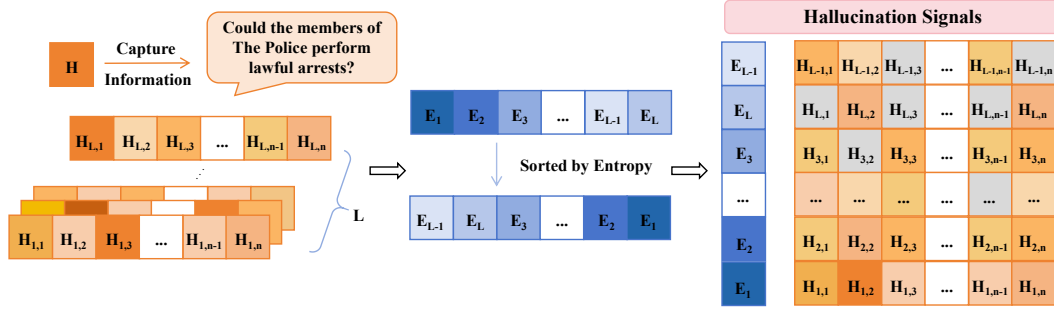 H
Capture
Information
Could the members of
The Police perform
lawful arrests?
H_{L,1} H_{L,2} H_{L,3} ... H_{L,n-1} H_{L,n}
H_{1,1} H_{1,2} H_{1,3} ... H_{1,n-1} H_{1,n}
L
E_1 E_2 E_3 ... E_{L-1} E_L
Sorted by Entropy
E_{L-1} E_L E_3 ... E_2 E_1
Hallucination Signals
E_{L-1} H_{L-1,1} H_{L-1,2} H_{L-1,3} ... H_{L-1,n-1} H_{L-1,n}
E_L H_{L,1} H_{L,2} H_{L,3} ... H_{L,n-1} H_{L,n}
E_3 H_{3,1} H_{3,2} H_{3,3} ... H_{3,n-1} H_{3,n}
... ... ... ... ... ... ...
E_2 H_{2,1} H_{2,2} H_{2,3} ... H_{2,n-1} H_{2,n}
E_1 H_{1,1} H_{1,2} H_{1,3} ... H_{1,n-1} H_{1,n}